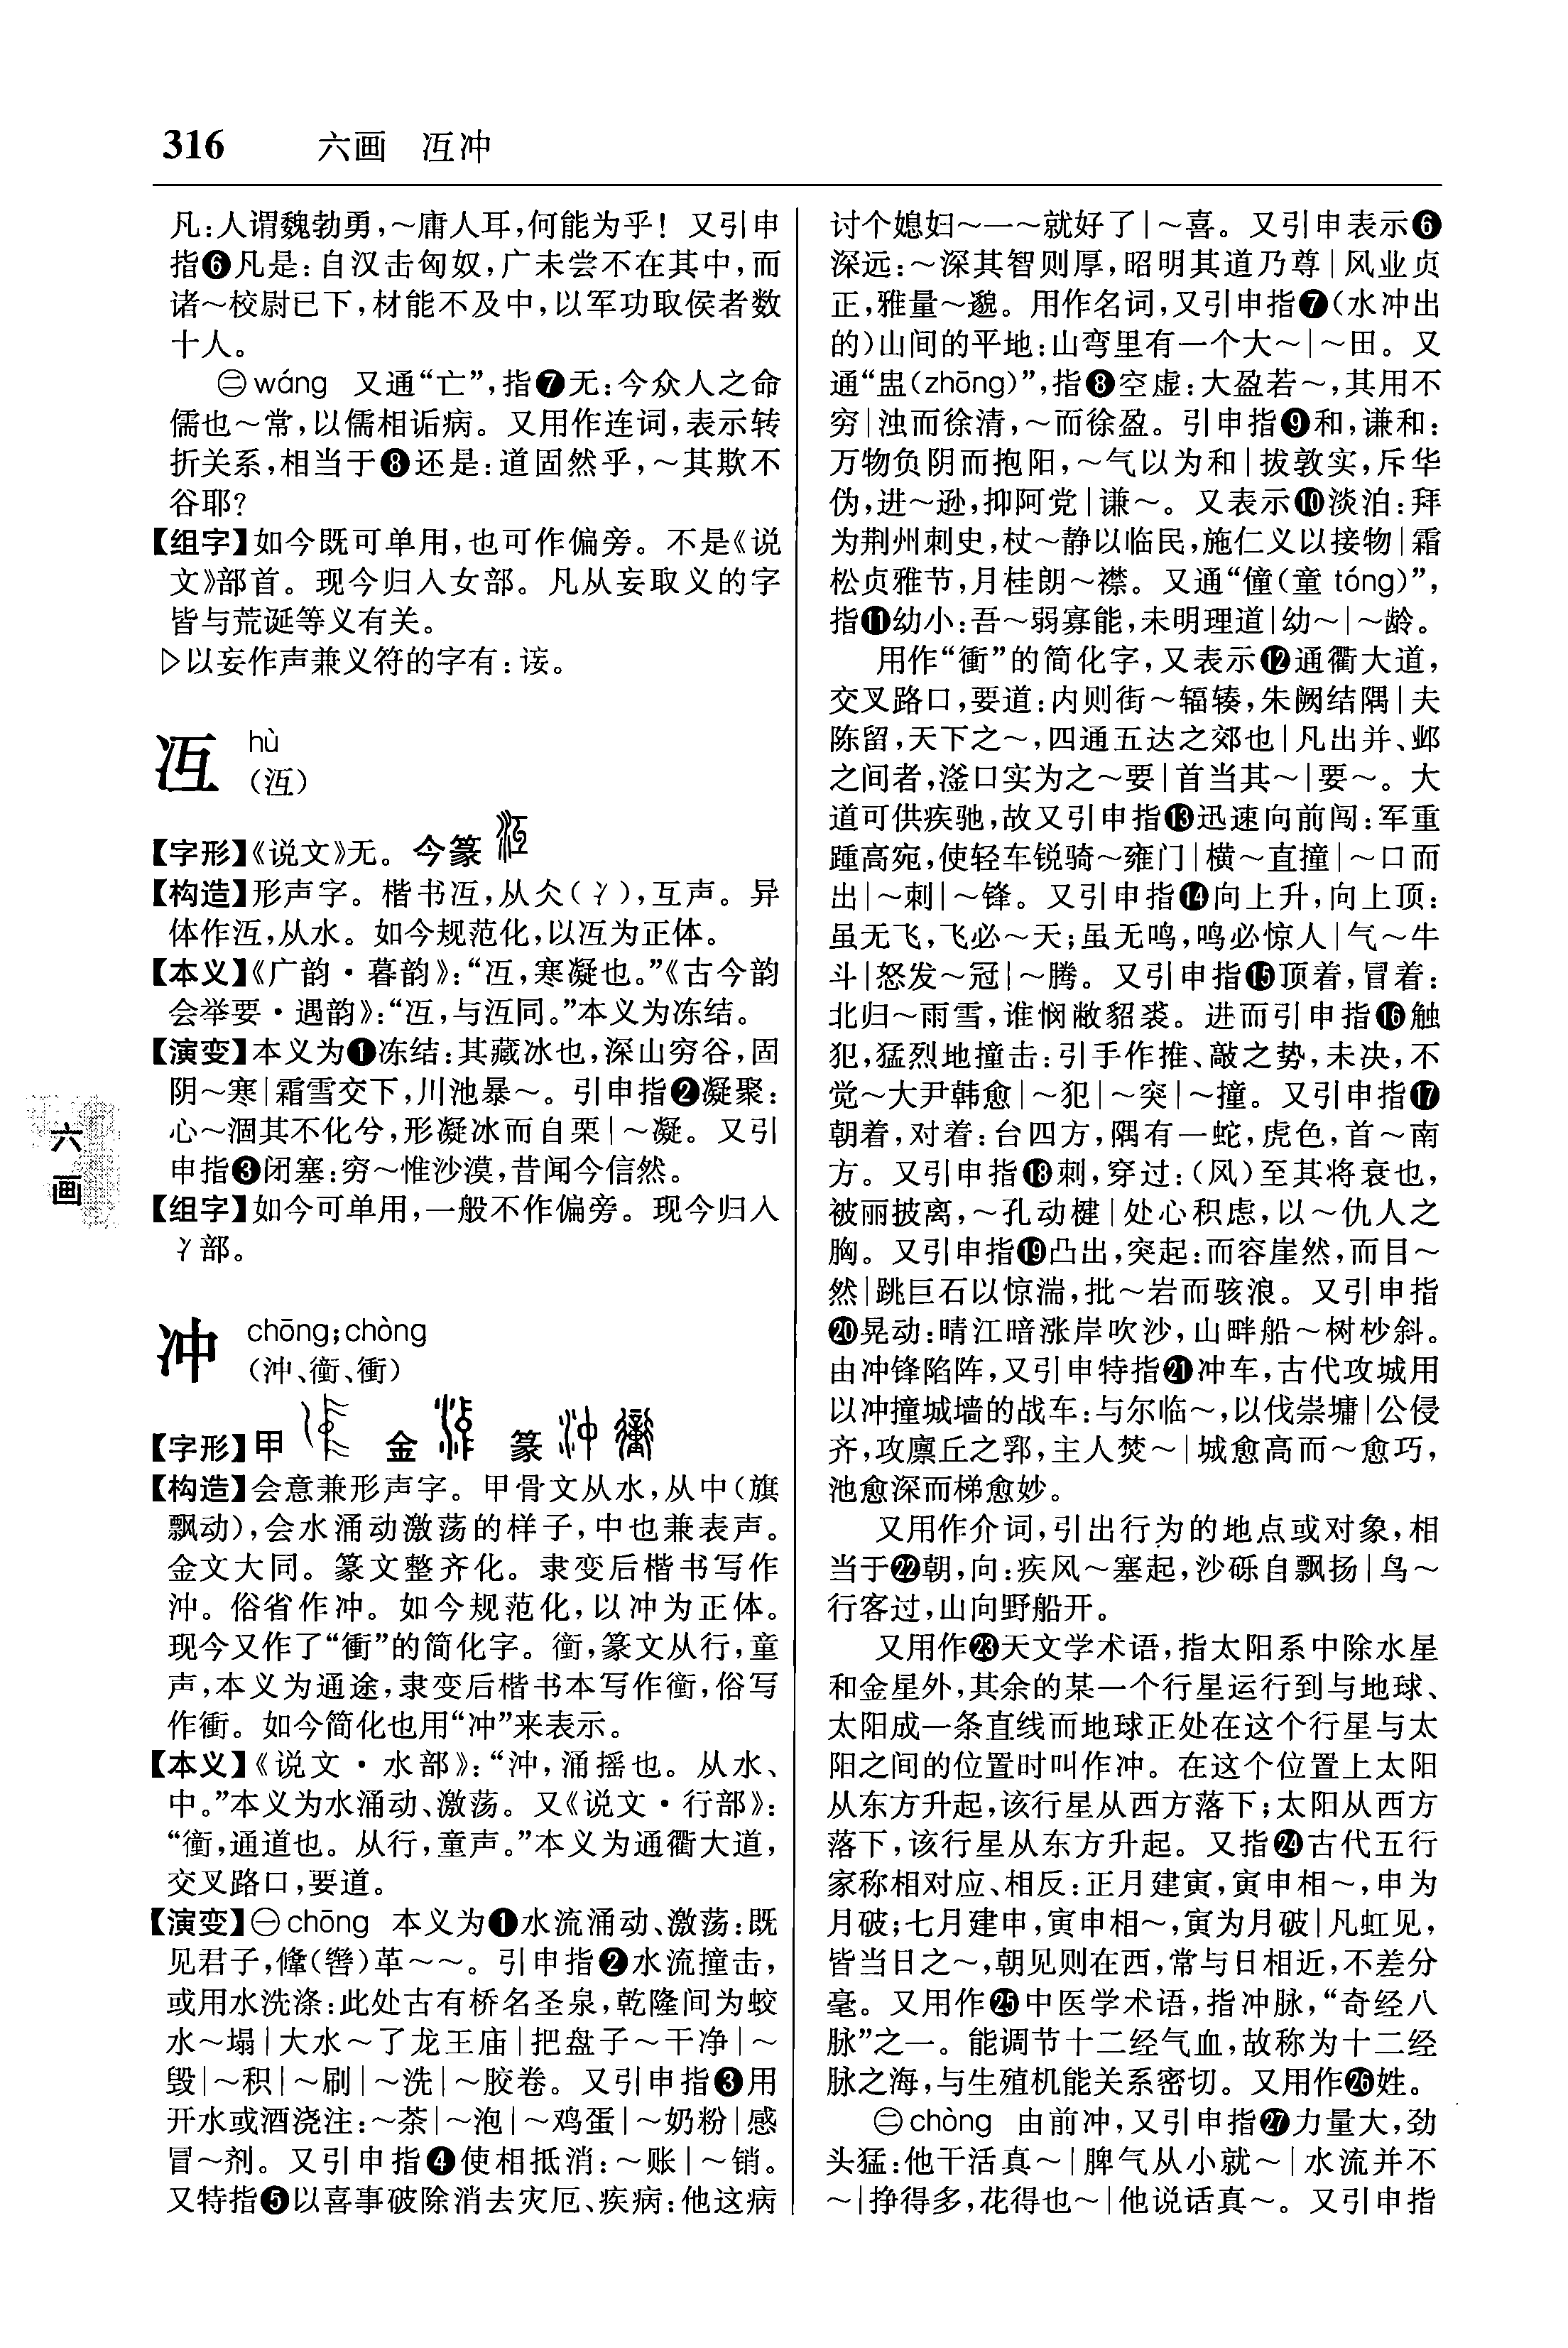 316 六画 冱冲
凡:人谓魏勃勇,～庸人耳,何能为乎! 又引申
指❻凡是:自汉击匈奴,广未尝不在其中,而
诸～校尉已下,材能不及中,以军功取侯者数
十人。
㊁wáng 又通“亡”,指❼无:今众人之命
儒也～常,以儒相诟病。又用作连词,表示转
折关系,相当于❽还是:道固然乎,～其欺不
谷耶?
【组字】如今既可单用,也可作偏旁。不是《说
文》部首。现今归入女部。凡从妄取义的字
皆与荒诞等义有关。
▷以妄作声兼义符的字有:䛃。
冱 hù
(沍)
【字形】《说文》无。今篆
【构造】形声字。楷书冱,从仌(冫),互声。异
体作沍,从水。如今规范化,以冱为正体。
【本义】《广韵·暮韵》:“冱,寒凝也。”《古今韵
会举要·遇韵》:“冱,与沍同。”本义为冻结。
【演变】本义为❶冻结:其藏冰也,深山穷谷,固
阴～寒|霜雪交下,川池暴～。引申指❷凝聚:
心～涸其不化兮,形凝冰而自栗|～凝。又引
申指❸闭塞:穷～惟沙漠,昔闻今信然。
【组字】如今可单用,一般不作偏旁。现今归入
冫部。
六画
冲 chōng;chòng
(沖、衝、衝)
【字形】甲 金 篆
【构造】会意兼形声字。甲骨文从水,从中(旗
飘动),会水涌动激荡的样子,中也兼表声。
金文大同。篆文整齐化。隶变后楷书写作
沖。俗省作冲。如今规范化,以冲为正体。
现今又作了“衝”的简化字。衝,篆文从行,童
声,本义为通途,隶变后楷书本写作衝,俗写
作衝。如今简化也用“冲”来表示。
【本义】《说文·水部》:“沖,涌摇也。从水、
中。”本义为水涌动、激荡。又《说文·行部》:
“衝,通道也。从行,童声。”本义为通衢大道,
交叉路口,要道。
【演变】㊀chōng 本义为❶水流涌动、激荡:既
见君子,鞗(辔)革～～。引申指❷水流撞击,
或用水洗涤:此处古有桥名圣泉,乾隆间为蛟
水～塌|大水～了龙王庙|把盘子～干净|～
毁|～积|～刷|～洗|～胶卷。又引申指❸用
开水或酒浇注:～茶|～泡|～鸡蛋|～奶粉|感
冒～剂。又引申指❹使相抵消:～账|～销。
又特指❺以喜事破除消去灾厄、疾病:他这病
讨个媳妇～一～就好了|～喜。又引申表示❻
深远:～深其智则厚,昭明其道乃尊|风业贞
正,雅量～邈。用作名词,又引申指❼(水冲出
的)山间的平地:山弯里有一个大～|～田。又
通“盅(zhōng)”,指❽空虚:大盈若～,其用不
穷|浊而徐清,～而徐盈。引申指❾和,谦和:
万物负阴而抱阳,～气以为和|拔敦实,斥华
伪,进～逊,抑阿党|谦～。又表示❿淡泊:拜
为荆州刺史,杖～静以临民,施仁义以接物|霜
松贞雅节,月桂朗～襟。又通“僮(童 tóng)”,
指⓫幼小:吾～弱寡能,未明理道|幼～|～龄。
用作“衝”的简化字,又表示⓬通衢大道,
交叉路口,要道:内则街～辐辏,朱阙结隅|夫
陈留,天下之～,四通五达之郊也|凡出并、邺
之间者,滏口实为之～要|首当其～|要～。大
道可供疾驰,故又引申指⓭迅速向前闯:军重
踵高宛,使轻车锐骑～雍门|横～直撞|～口而
出|～刺|～锋。又引申指⓮向上升,向上顶:
虽无飞,飞必～天;虽无鸣,鸣必惊人|气～牛
斗|怒发～冠|～腾。又引申指⓯顶着,冒着:
北归～雨雪,谁悯敝貂裘。进而引申指⓰触
犯,猛烈地撞击:引手作推、敲之势,未决,不
觉～大尹韩愈|～犯|～突|～撞。又引申指⓱
朝着,对着:台四方,隅有一蛇,虎色,首～南
方。又引申指⓲刺,穿过:(风)至其将衰也,
被丽披离,～孔动楗|处心积虑,以～仇人之
胸。又引申指⓳凸出,突起:而容崖然,而目～
然|跳巨石以惊湍,批～岩而骇浪。又引申指
⓴晃动:晴江暗涨岸吹沙,山畔船～树杪斜。
由冲锋陷阵,又引申特指㉑冲车,古代攻城用
以冲撞城墙的战车:与尔临～,以伐崇墉|公侵
齐,攻廪丘之郛,主人焚～|城愈高而～愈巧,
池愈深而梯愈妙。
又用作介词,引出行为的地点或对象,相
当于㉒朝,向:疾风～塞起,沙砾自飘扬|鸟～
行客过,山向野船开。
又用作㉓天文学术语,指太阳系中除水星
和金星外,其余的某一个行星运行到与地球、
太阳成一条直线而地球正处在这个行星与太
阳之间的位置时叫作冲。在这个位置上太阳
从东方升起,该行星从西方落下;太阳从西方
落下,该行星从东方升起。又指㉔古代五行
家称相对应、相反:正月建寅,寅申相～,申为
月破;七月建申,寅申相～,寅为月破|凡虹见,
皆当日之～,朝见则在西,常与日相近,不差分
毫。又用作㉕中医学术语,指冲脉,“奇经八
脉”之一。能调节十二经气血,故称为十二经
脉之海,与生殖机能关系密切。又用作㉖姓。
㊁chòng 由前冲,又引申指㉗力量大,劲
头猛:他干活真～|脾气从小就～|水流并不
～|挣得多,花得也～|他说话真～。又引申指